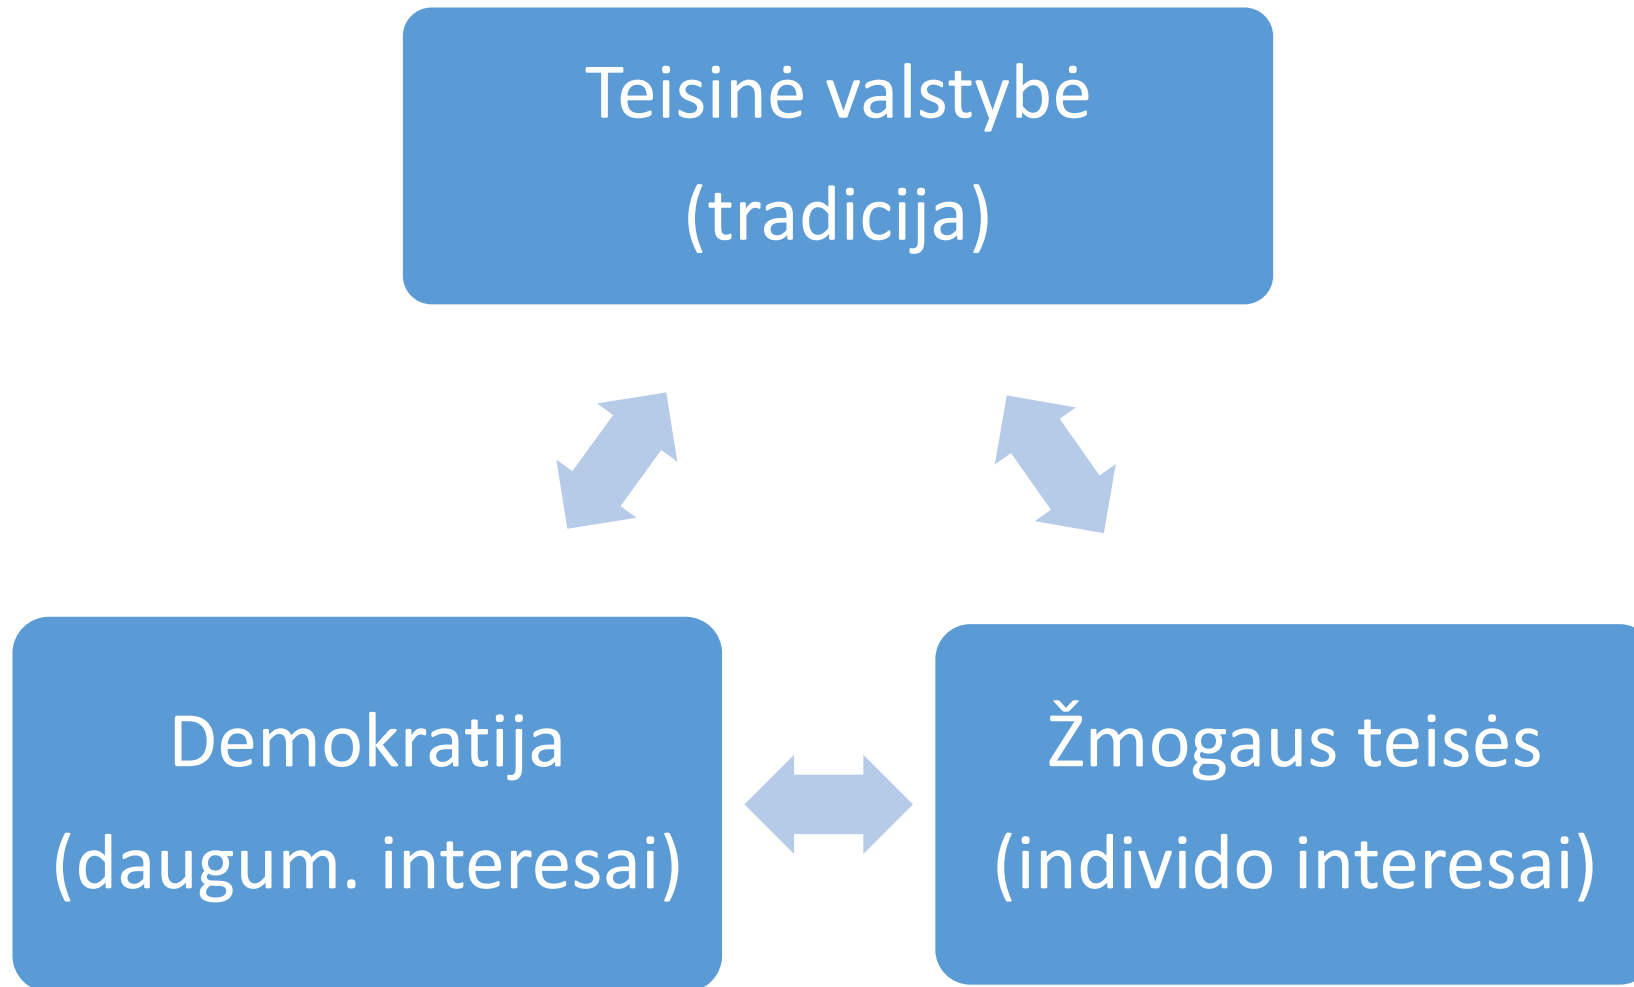 Teisinė valstybė
(tradicija)
Demokratija
(daugum. interesai)
Žmogaus teisės
(individo interesai)